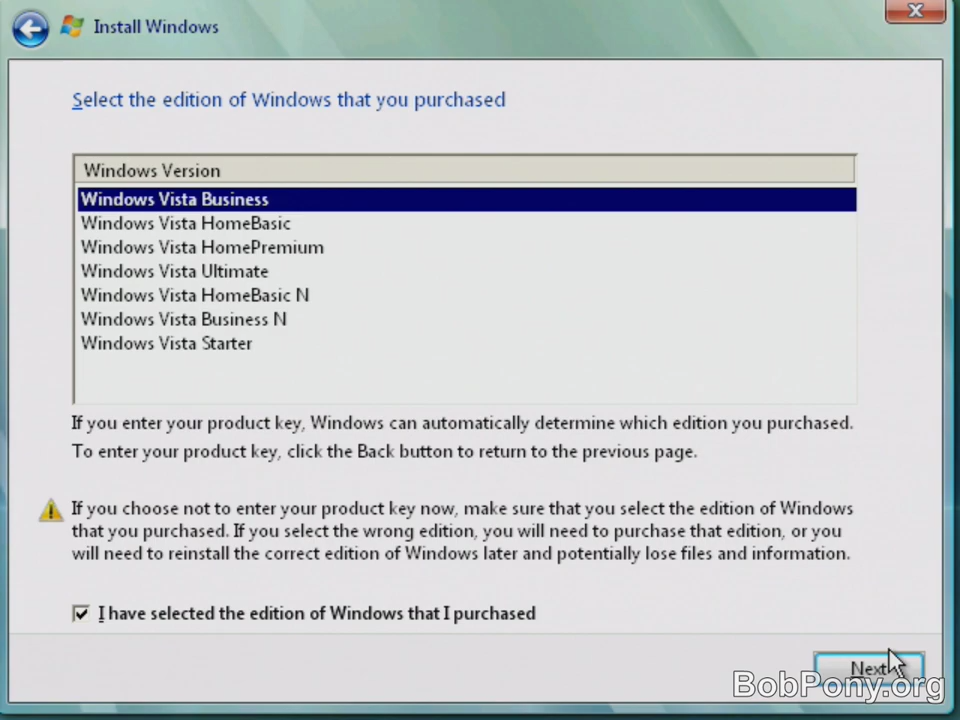 Install Windows
Select the edition of Windows that you purchased
Windows Version
Windows Vista Business
Windows Vista HomeBasic
Windows Vista HomePremium
Windows Vista Ultimate
Windows Vista HomeBasic N
Windows Vista Business N
Windows Vista Starter
If you enter your product key, Windows can automatically determine which edition you purchased.
To enter your product key, click the Back button to return to the previous page.
If you choose not to enter your product key now, make sure that you select the edition of Windows
that you purchased. If you select the wrong edition, you will need to purchase that edition, or you
will need to reinstall the correct edition of Windows later and potentially lose files and information.
I have selected the edition of Windows that I purchased
Next
BobPony.org